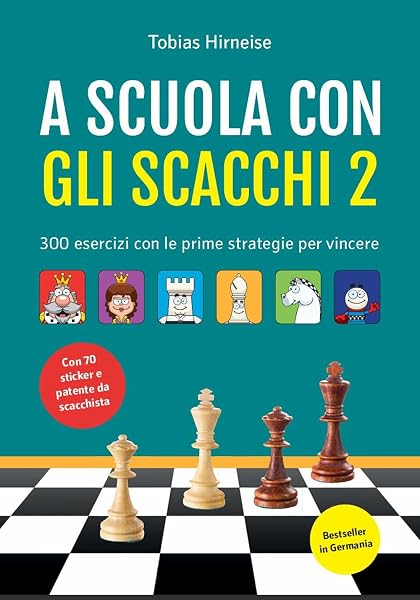 Tobias Hirneise
A SCUOLA CON
GLI SCACCHI 2
300 esercizi con le prime strategie per vincere
Con 70
sticker e
patente da
scacchista
Bestseller
in Germania